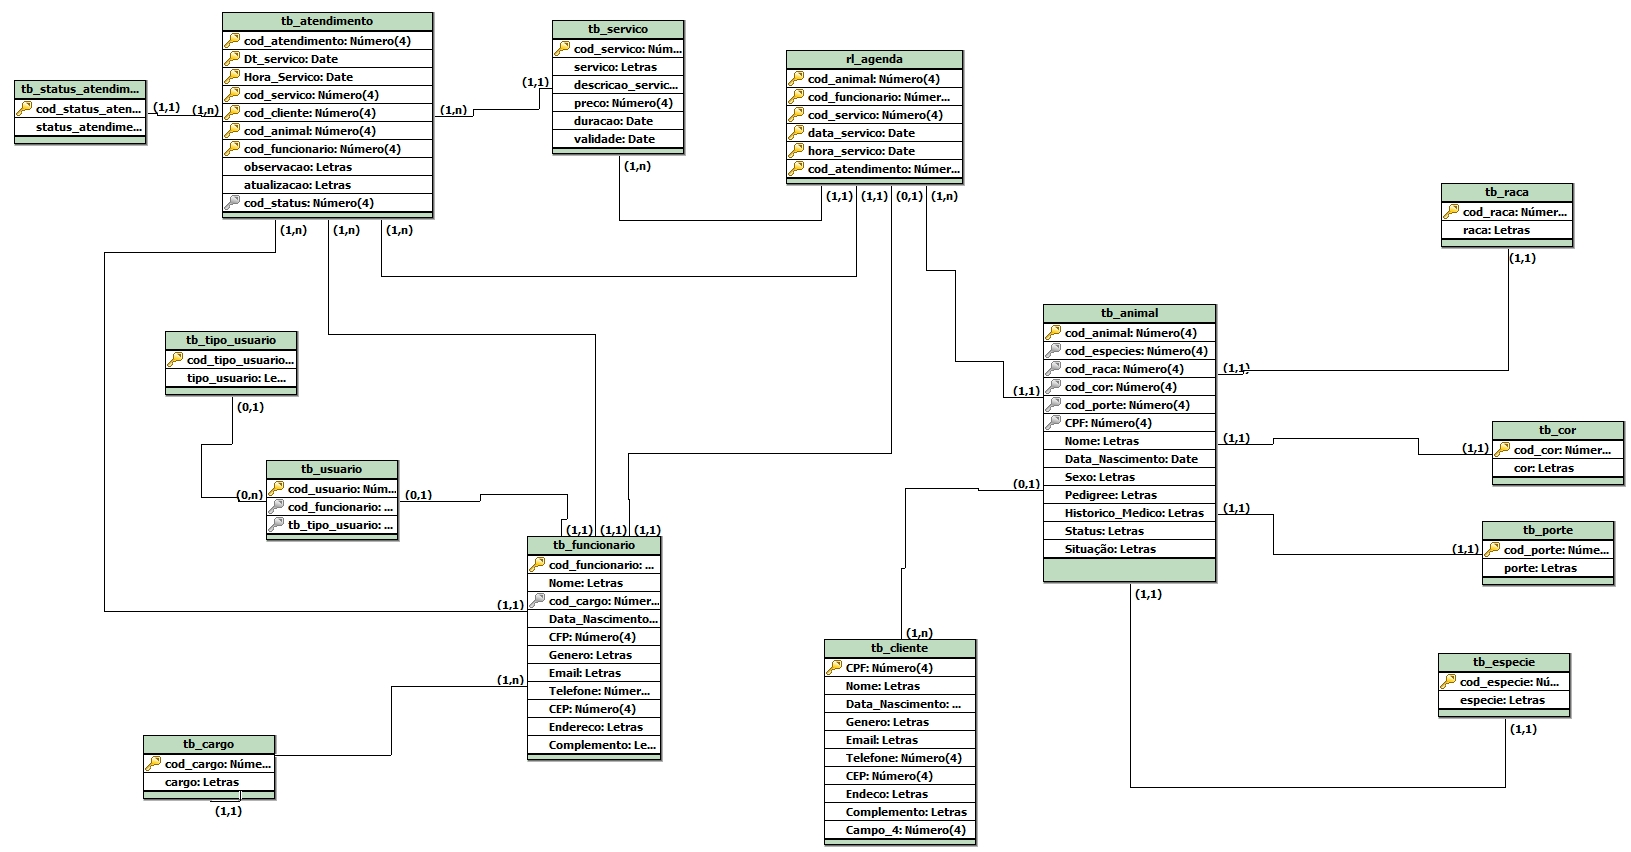 tb_atendimento
cod_atendimento: Número(4)
Dt_servico: Date
Hora_Servico: Date
cod_servico: Número(4)
cod_cliente: Número(4)
cod_animal: Número(4)
cod_funcionario: Número(4)
observacao: Letras
atualizacao: Letras
cod_status: Número(4)
(1,n)
(1,n)
(1,n)
(1,n)
(1,n)
tb_status_atendim...
cod_status_aten...
status_atendime...
(1,1)
tb_servico
cod_servico: Núm...
servico: Letras
descricao_servic...
preco: Número(4)
duracao: Date
validade: Date
(1,1)
(1,n)
rl_agenda
cod_animal: Número(4)
cod_funcionario: Númer...
cod_servico: Número(4)
data_servico: Date
hora_servico: Date
cod_atendimento: Númer...
(1,1)
(1,1)
(0,1)
(1,n)
tb_raca
cod_raca: Númer...
raca: Letras
(1,1)
tb_tipo_usuario
cod_tipo_usuario...
tipo_usuario: Le...
(0,1)
tb_usuario
cod_usuario: Núm...
cod_funcionario: ...
tb_tipo_usuario: ...
(0,n)
(0,1)
tb_animal
cod_animal: Número(4)
cod_especies: Número(4)
cod_raca: Número(4)
cod_cor: Número(4)
cod_porte: Número(4)
CPF: Número(4)
Nome: Letras
Data_Nascimento: Date
Sexo: Letras
Pedigree: Letras
Historico_Medico: Letras
Status: Letras
Situação: Letras
(1,1)
(0,1)
(1,1)
(1,1)
(1,1)
(1,1)
tb_cor
cod_cor: Númer...
cor: Letras
(1,1)
tb_porte
cod_porte: Núme...
porte: Letras
(1,1)
tb_funcionario
cod_funcionario: ...
Nome: Letras
cod_cargo: Númer...
Data_Nascimento...
CFP: Número(4)
Genero: Letras
Email: Letras
Telefone: Númer...
CEP: Número(4)
Endereco: Letras
Complemento: Le...
(1,1)
(1,1)
(1,1)
(1,1)
(1,n)
tb_cliente
CPF: Número(4)
Nome: Letras
Data_Nascimento: ...
Genero: Letras
Email: Letras
Telefone: Número(4)
CEP: Número(4)
Endeco: Letras
Complemento: Letras
Campo_4: Número(4)
(1,n)
tb_especie
cod_especie: Nú...
especie: Letras
(1,1)
tb_cargo
cod_cargo: Núme...
cargo: Letras
(1,1)